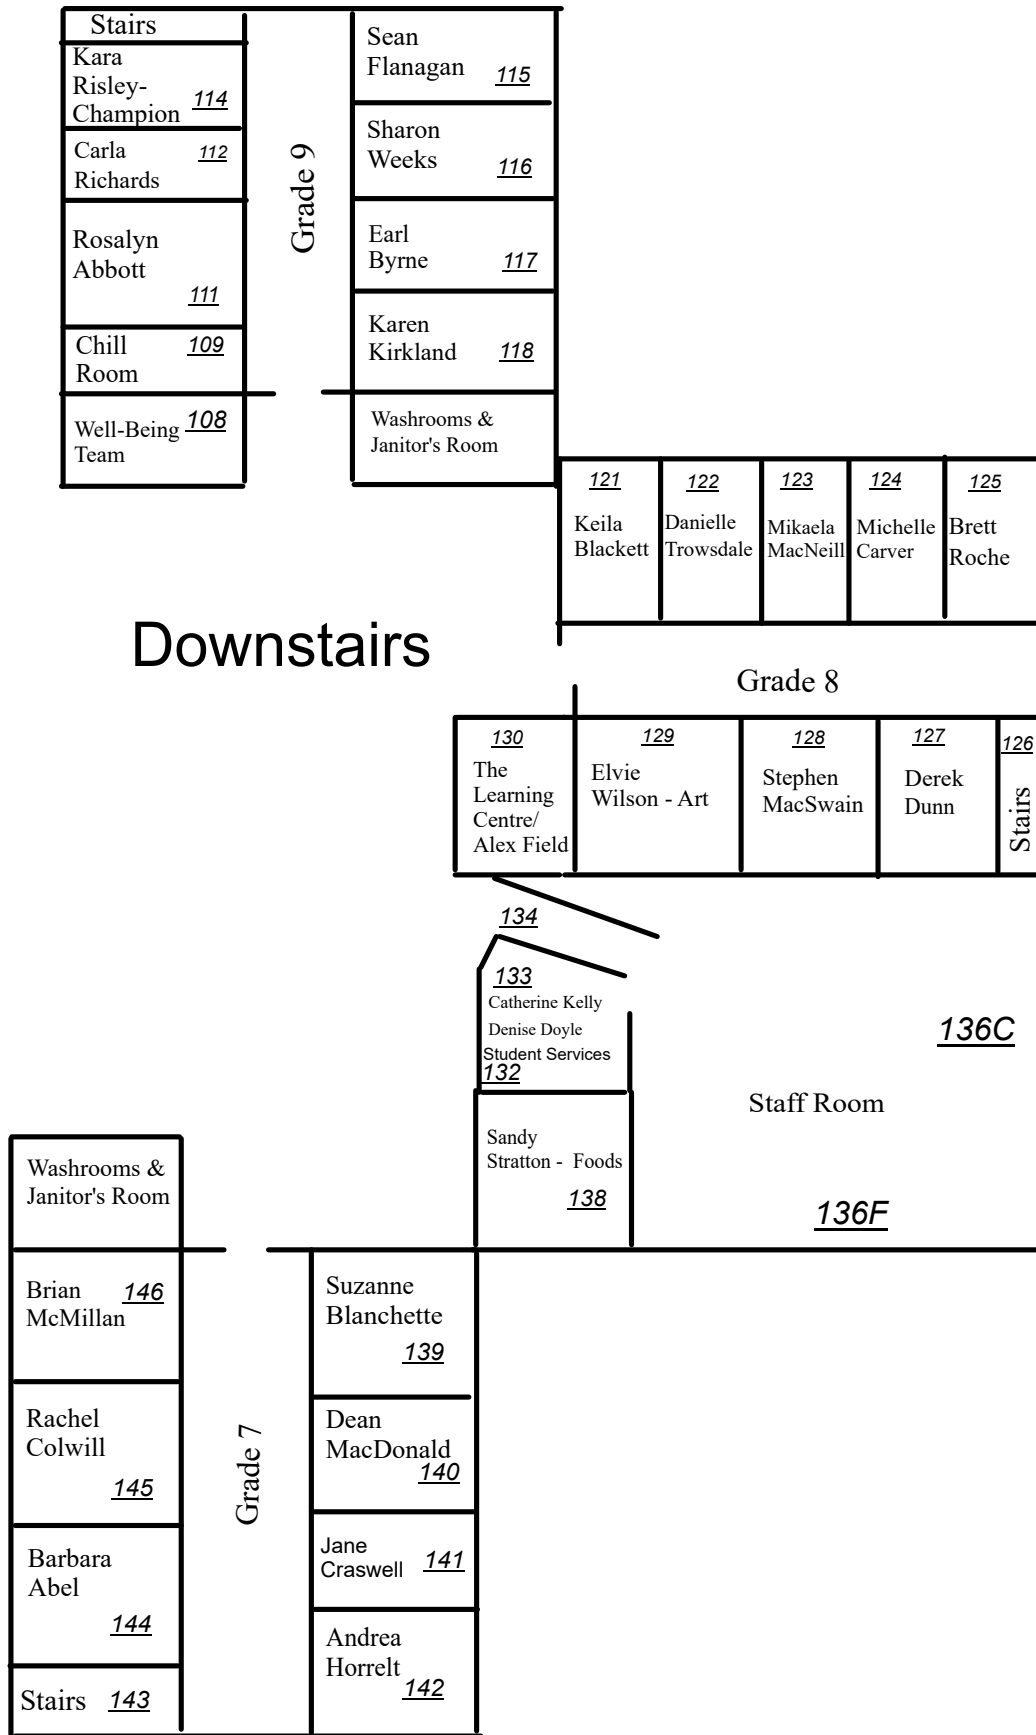 Stairs
Kara
Risley-
Champion 114
Carla 112
Richards
Rosalyn
Abbott
111
Chill 109
Room
Well-Being 108
Team
Grade 9
Sean
Flanagan 115
Sharon
Weeks 116
Earl
Byrne 117
Karen
Kirkland 118
Washrooms &
Janitor's Room
121
Keila
Blackett
122
Danielle
Trowsdale
123
Mikaela
MacNeill
124
Michelle
Carver
125
Brett
Roche
Downstairs
Grade 8
130
The
Learning
Centre/
Alex Field
129
Elvie
Wilson - Art
128
Stephen
MacSwain
127
Derek
Dunn
126
Stairs
134
133
Catherine Kelly
Denise Doyle
Student Services
132
136C
Staff Room
136F
Sandy
Stratton - Foods
138
Washrooms &
Janitor's Room
Brian 146
McMillan
Rachel
Colwill
145
Barbara
Abel
144
Stairs 143
Grade 7
Suzanne
Blanchette
139
Dean
MacDonald
140
Jane
Craswell 141
Andrea
Horrelt
142